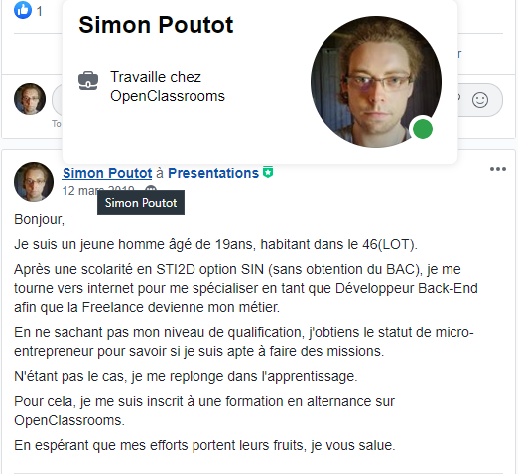 1
Simon Poutot
Travaille chez
OpenClassrooms
r
To
Simon Poutot à Presentations
12 mars 2019
Simon Poutot
Bonjour,
Je suis un jeune homme âgé de 19ans, habitant dans le 46(LOT).
Après une scolarité en STI2D option SIN (sans obtention du BAC), je me
tourne vers internet pour me spécialiser en tant que Développeur Back-End
afin que la Freelance devienne mon métier.
En ne sachant pas mon niveau de qualification, j'obtiens le statut de micro-
entrepreneur pour savoir si je suis apte à faire des missions.
N'étant pas le cas, je me replonge dans l'apprentissage.
Pour cela, je me suis inscrit à une formation en alternance sur
OpenClassrooms.
En espérant que mes efforts portent leurs fruits, je vous salue.